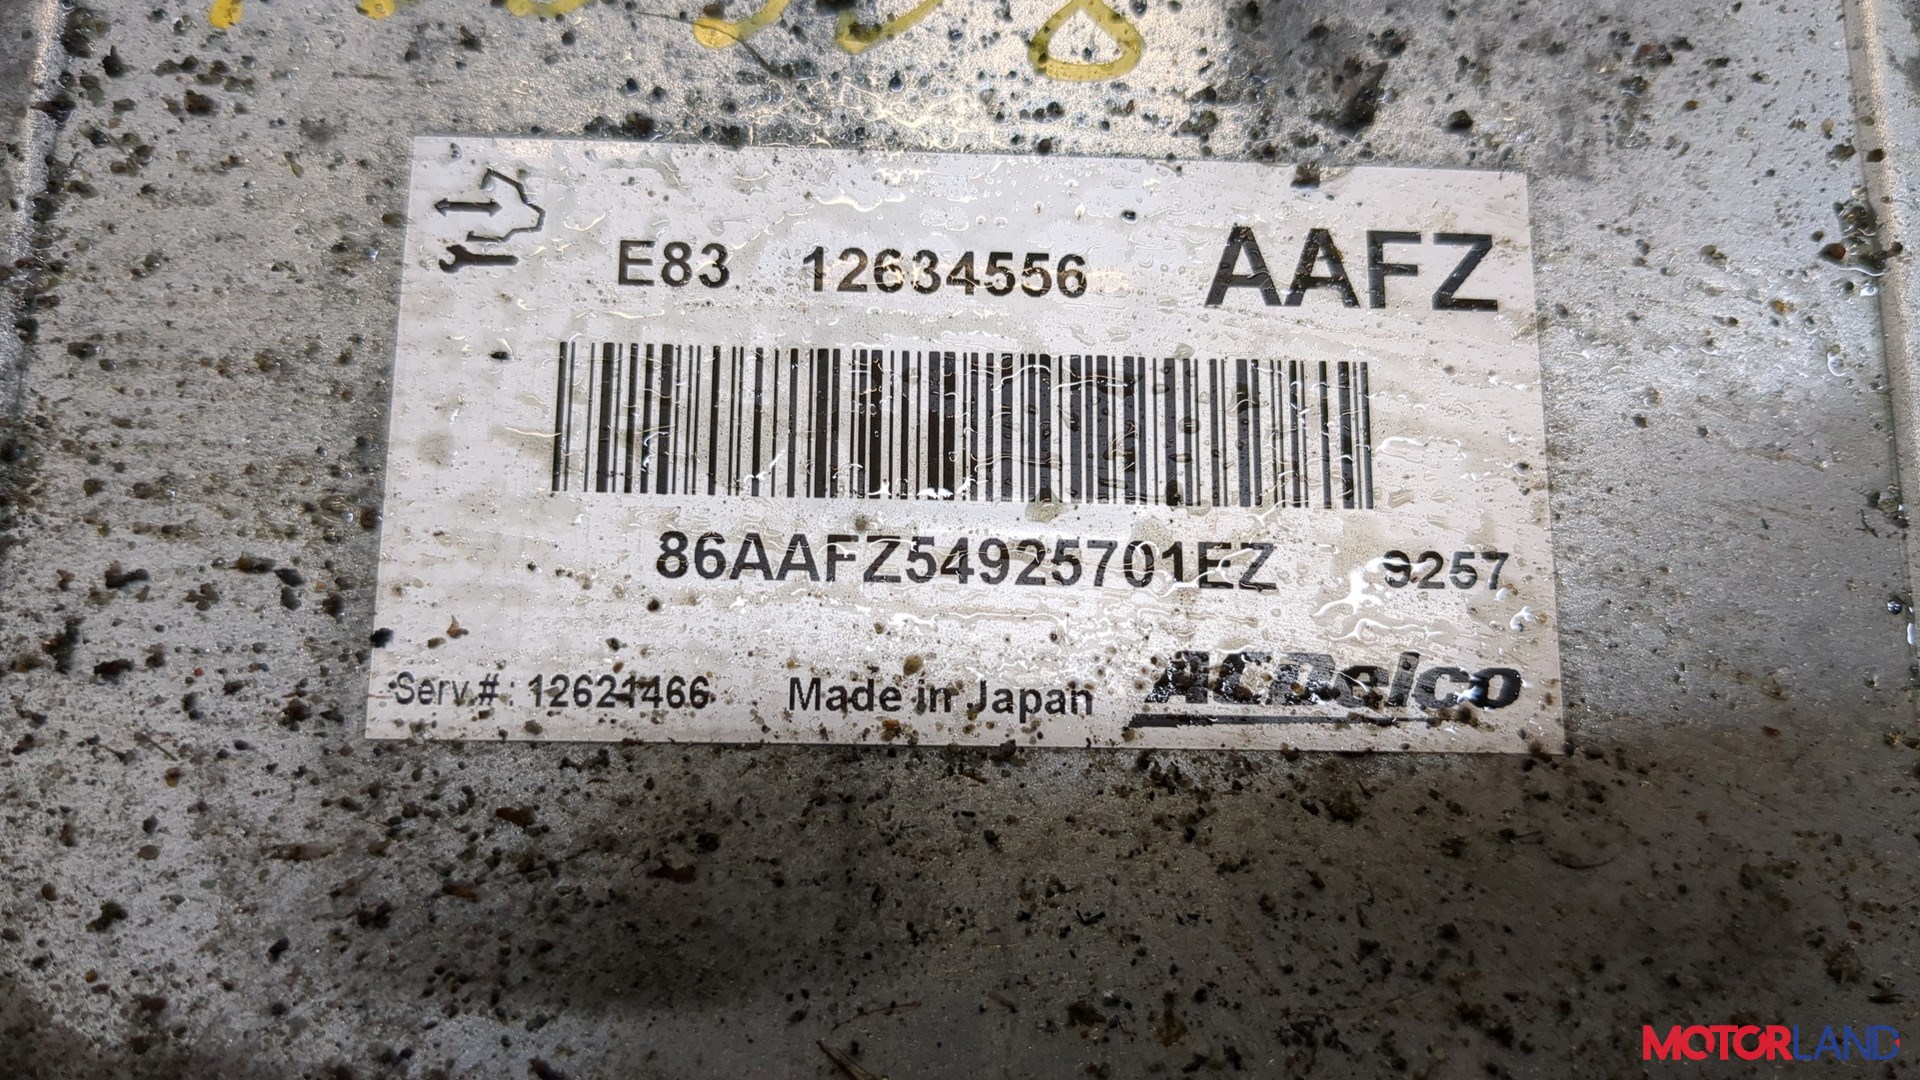 E83 12634556 AAFZ
86AAFZ54925701EZ 9257
Serv.#: 12621466 Made in Japan ACDelco
MOTORLAND